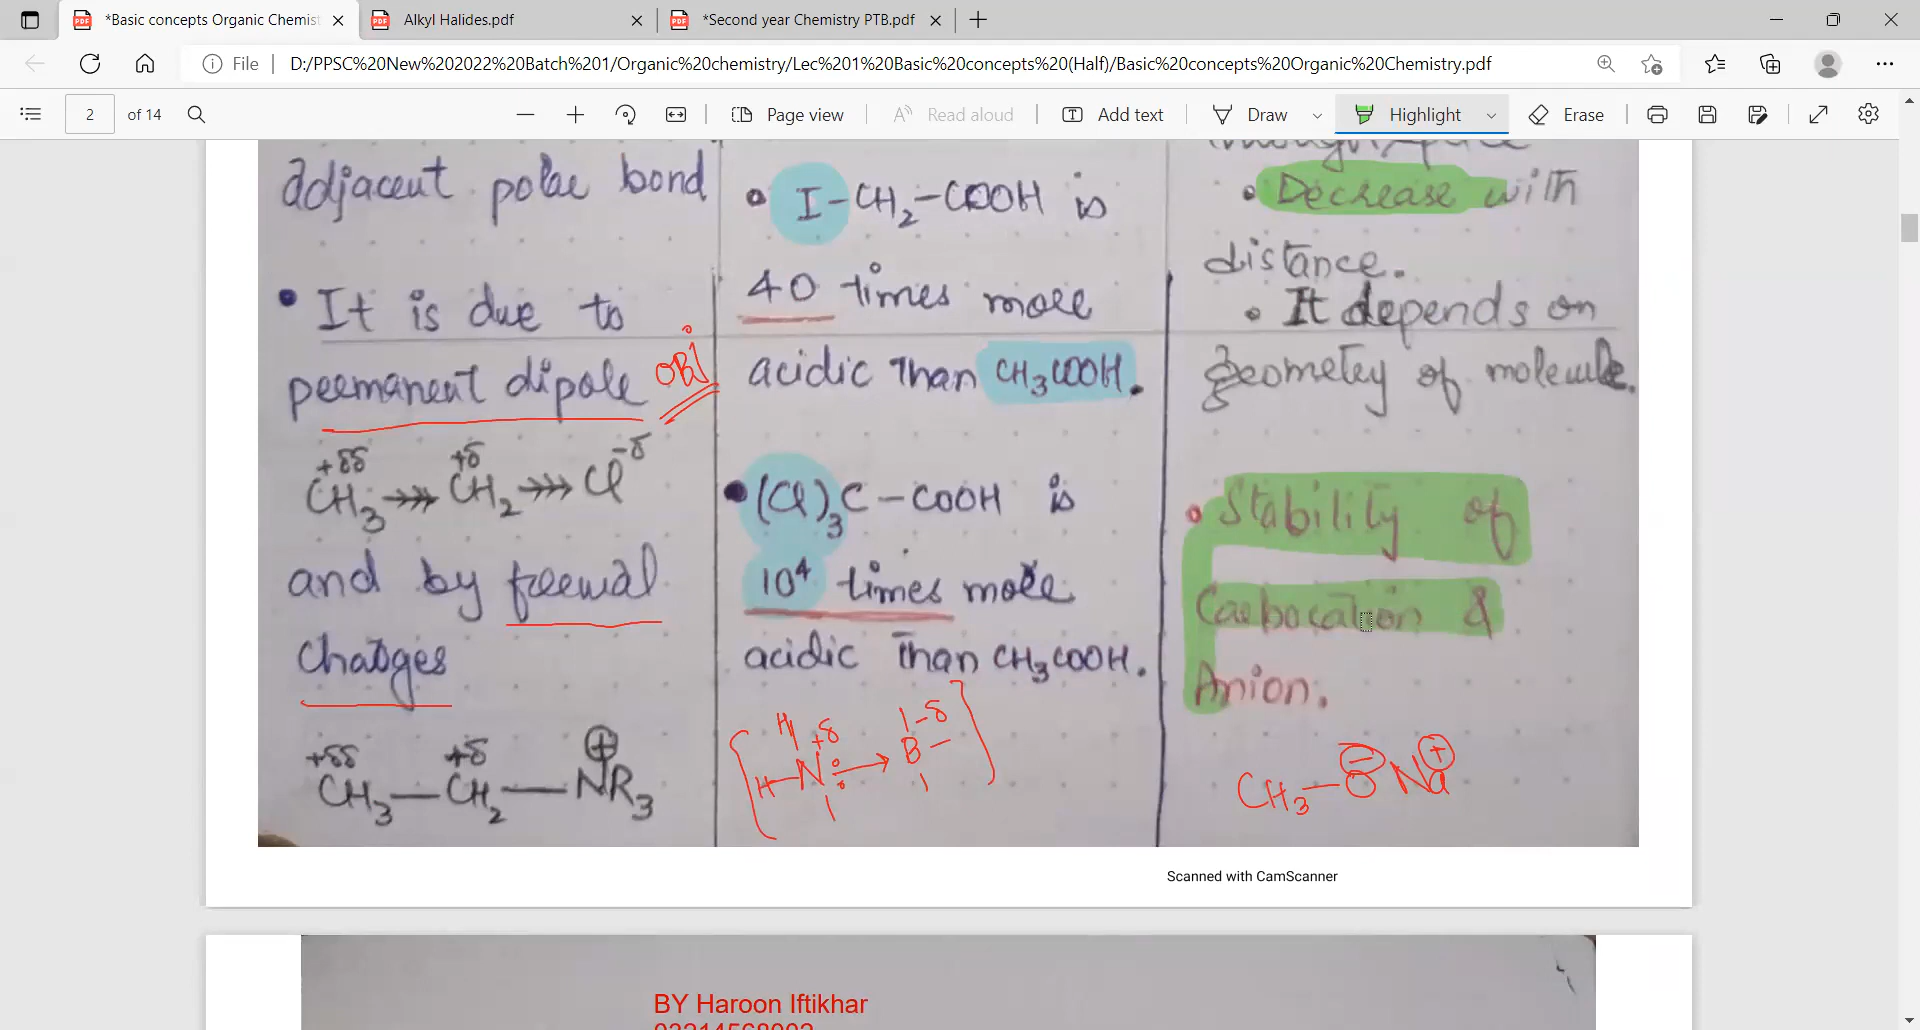 *Basic concepts Organic Chemist
Alkyl Halides.pdf
*Second year Chemistry PTB.pdf
File
D:/PPSC%20New%202022%20Batch%201/Organic%20chemistry/Lec%201%20Basic%20concepts%20(Half)/Basic%20concepts%20Organic%20Chemistry.pdf
2 of 14
Page view
Read aloud
Add text
Draw
Highlight
Erase
adjacent polar bond
• It is due to
permanent dipole
OBJ
+δδ +δ -δ
CH₃ ⋙ CH₂ ⋙ Cl
and by formal
charges
+δδ +δ ⊕
CH₃—CH₂—NR₃
• I-CH₂-COOH is
40 times more
acidic than CH₃COOH.
• (Cl)₃C-COOH is
10⁴ times more
acidic than CH₃COOH.
H +δ -δ
H-N: → B-
• Decrease with
distance.
• It depends on
geometry of molecule.
• Stability of
Carbocation &
Anion.
CH₃-O⊖ Na⊕
Scanned with CamScanner
BY Haroon Iftikhar